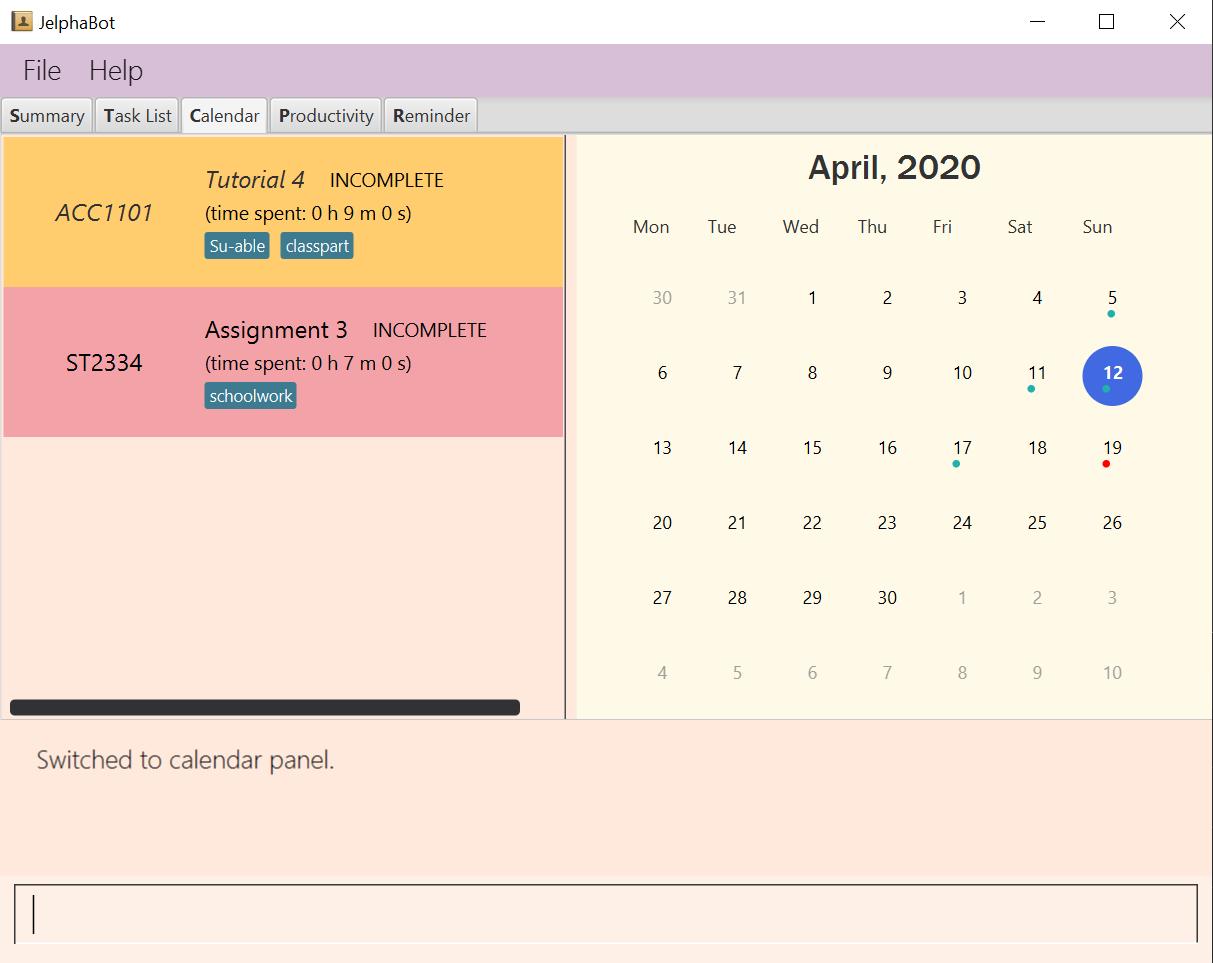 JelphaBot
File Help
Summary Task List Calendar Productivity Reminder
ACC1101
Tutorial 4 INCOMPLETE
(time spent: 0 h 9 m 0 s)
Su-able classpart
ST2334
Assignment 3 INCOMPLETE
(time spent: 0 h 7 m 0 s)
schoolwork
April, 2020
Mon Tue Wed Thu Fri Sat Sun
30 31 1 2 3 4 5
6 7 8 9 10 11 12
13 14 15 16 17 18 19
20 21 22 23 24 25 26
27 28 29 30 1 2 3
4 5 6 7 8 9 10
Switched to calendar panel.